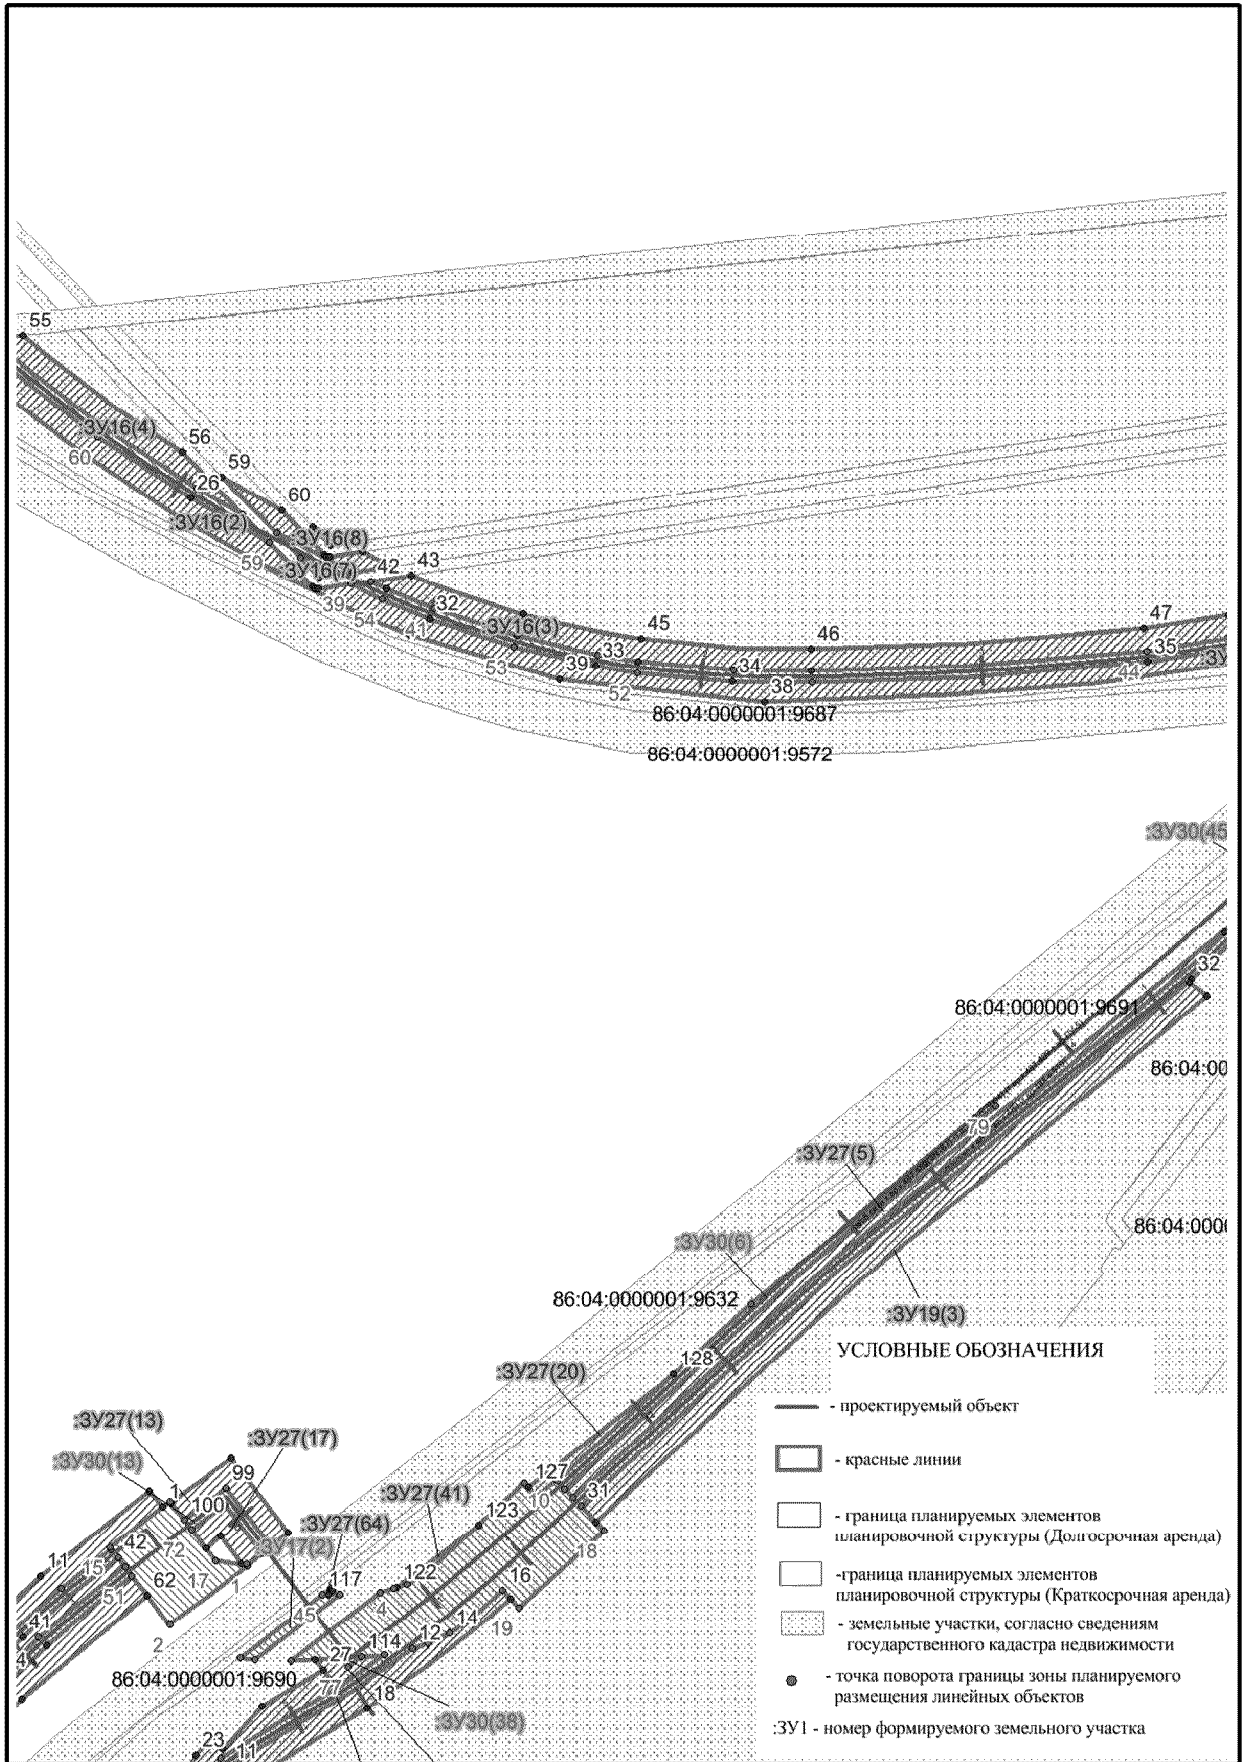 55
:ЗУ16(4)
56
60
59
26
60
:ЗУ16(2)
:ЗУ16(8)
59
:ЗУ16(7)
42
43
39
32
54
41
:ЗУ16(3)
45
46
47
53
39
33
34
35
52
38
44
:ЗУ
86:04:0000001:9687
86:04:0000001:9572
:ЗУ30(45
32
86:04:0000001:9691
86:04:00
79
:ЗУ27(5)
86:04:000
:ЗУ30(6)
86:04:0000001:9632
:ЗУ19(3)
128
:ЗУ27(20)
:ЗУ27(13)
:ЗУ27(17)
:ЗУ30(13)
99
127
1
100
:ЗУ27(41)
10
31
123
:ЗУ27(64)
42
:ЗУ17(2)
72
18
11
15
117
122
62
17
1
16
51
4
45
14
19
41
2
12
114
4
27
86:04:0000001:9690
77
18
:ЗУ30(38)
23
11
УСЛОВНЫЕ ОБОЗНАЧЕНИЯ
- проектируемый объект
- красные линии
- граница планируемых элементов
планировочной структуры (Долгосрочная аренда)
-граница планируемых элементов
планировочной структуры (Краткосрочная аренда)
- земельные участки, согласно сведениям
государственного кадастра недвижимости
- точка поворота границы зоны планируемого
размещения линейных объектов
:ЗУ1 - номер формируемого земельного участка